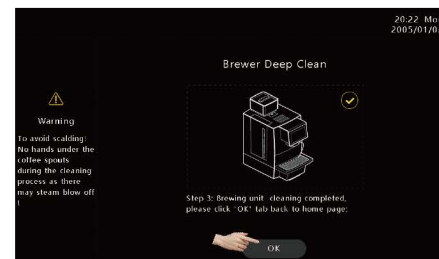 20:22 Mo
2005/01/0
Brewer Deep Clean
Warning
To avoid scalding:
No hands under the
coffee spouts
during the cleaning
process as there
may steam blow off
!
Step 3: Brewing unit cleaning completed,
please click "OK" tab back to home page;
OK